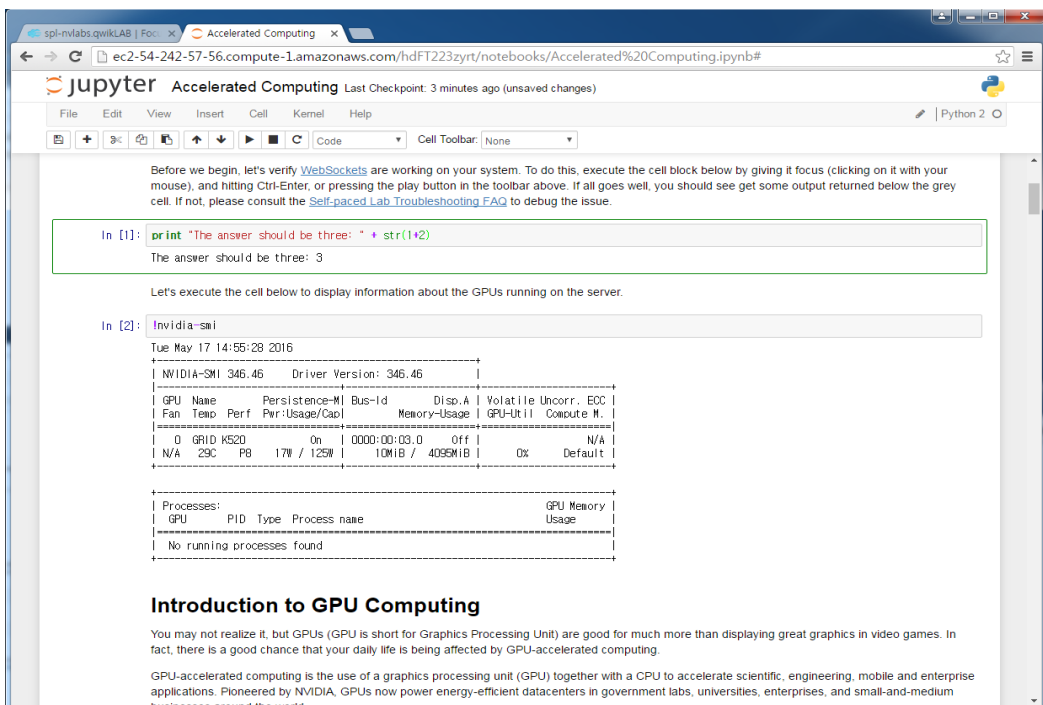 spl-nvlabs.qwikLAB | Foc
Accelerated Computing
ec2-54-242-57-56.compute-1.amazonaws.com/hdFT223zyrt/notebooks/Accelerated%20Computing.ipynb#
jupyter Accelerated Computing Last Checkpoint: 3 minutes ago (unsaved changes)
File Edit View Insert Cell Kernel Help Python 2
Code Cell Toolbar: None
Before we begin, let's verify WebSockets are working on your system. To do this, execute the cell block below by giving it focus (clicking on it with your
mouse), and hitting Ctrl-Enter, or pressing the play button in the toolbar above. If all goes well, you should see get some output returned below the grey
cell. If not, please consult the Self-paced Lab Troubleshooting FAQ to debug the issue.
In [1]: print "The answer should be three: " + str(1+2)
The answer should be three: 3
Let's execute the cell below to display information about the GPUs running on the server.
In [2]: !nvidia-smi
Tue May 17 14:55:28 2016
+------------------------------------------------------+
| NVIDIA-SMI 346.46     Driver Version: 346.46         |
|-------------------------------+----------------------+----------------------+
| GPU  Name        Persistence-M| Bus-Id        Disp.A | Volatile Uncorr. ECC |
| Fan  Temp  Perf  Pwr:Usage/Cap|         Memory-Usage | GPU-Util  Compute M. |
|===============================+======================+======================|
|   0  GRID K520           On   | 0000:00:03.0     Off |                  N/A |
| N/A   29C    P8    17W / 125W |     10MiB /  4095MiB |      0%      Default |
+-------------------------------+----------------------+----------------------+
+-----------------------------------------------------------------------------+
| Processes:                                                       GPU Memory |
|  GPU       PID  Type  Process name                               Usage      |
|=============================================================================|
|  No running processes found                                                 |
+-----------------------------------------------------------------------------+
Introduction to GPU Computing
You may not realize it, but GPUs (GPU is short for Graphics Processing Unit) are good for much more than displaying great graphics in video games. In
fact, there is a good chance that your daily life is being affected by GPU-accelerated computing.
GPU-accelerated computing is the use of a graphics processing unit (GPU) together with a CPU to accelerate scientific, engineering, mobile and enterprise
applications. Pioneered by NVIDIA, GPUs now power energy-efficient datacenters in government labs, universities, enterprises, and small-and-medium